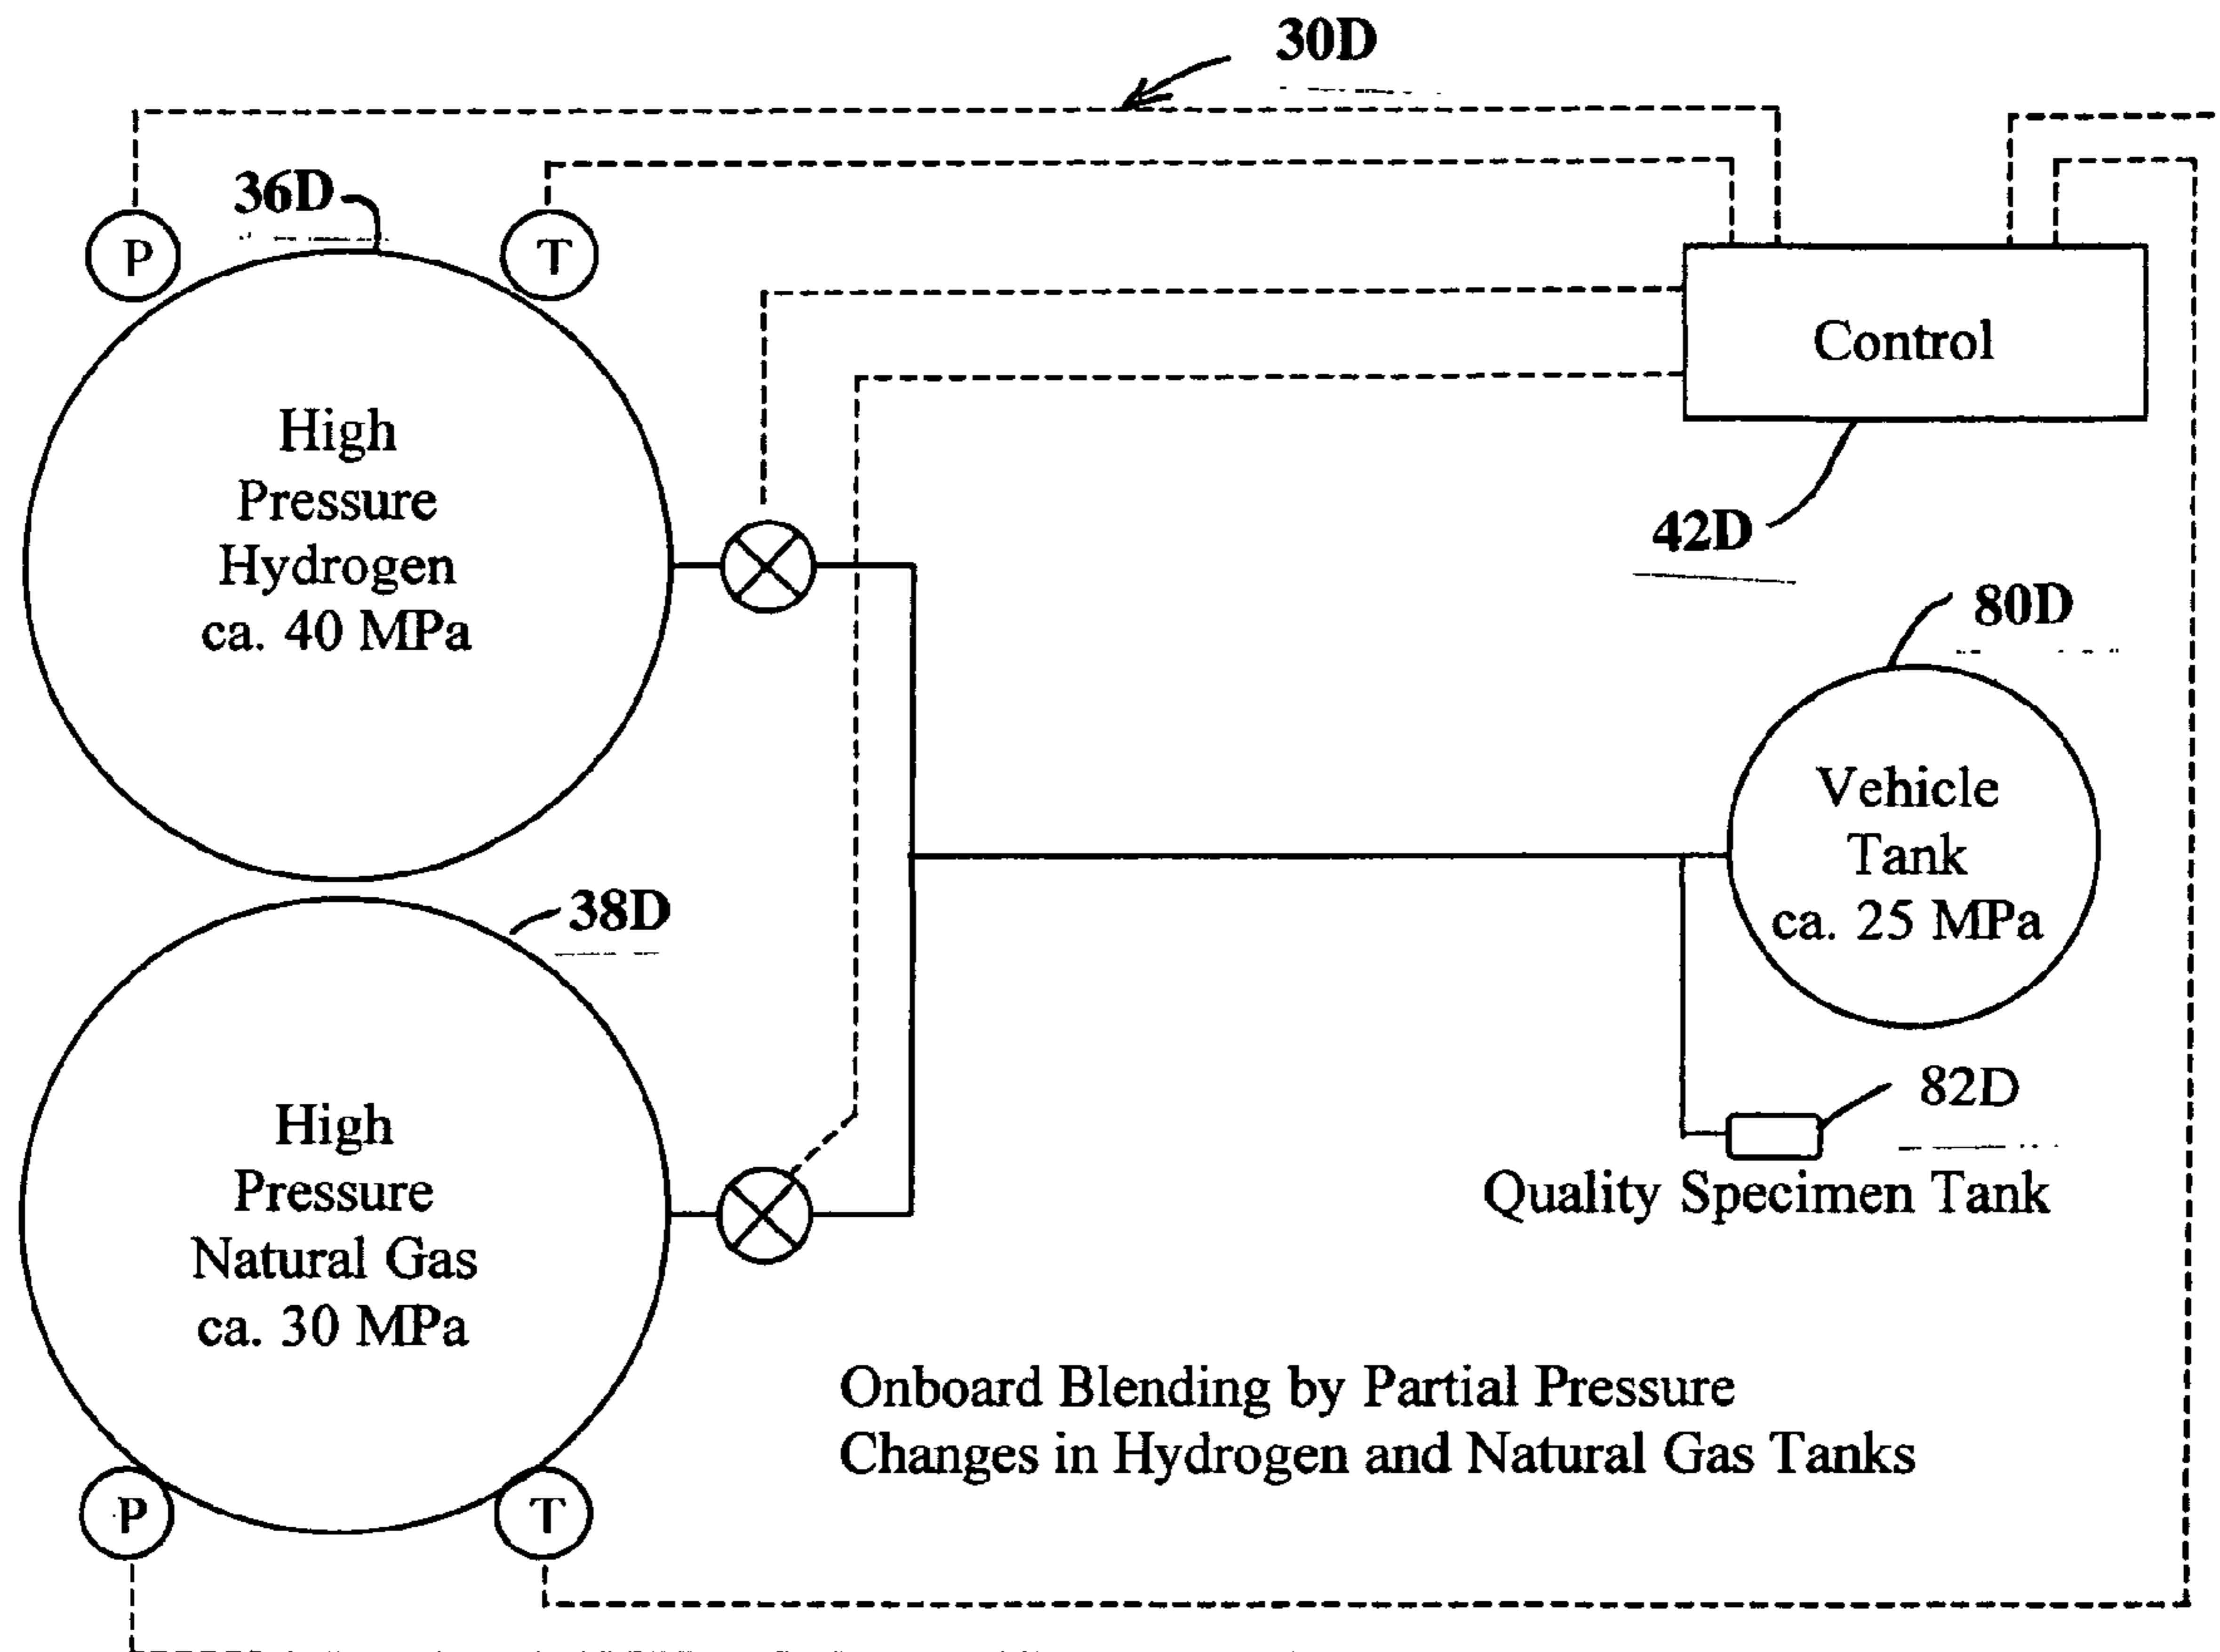 30D
36D
P
T
High
Pressure
Hydrogen
ca. 40 MPa
Control
42D
80D
Vehicle
Tank
ca. 25 MPa
38D
82D
Quality Specimen Tank
High
Pressure
Natural Gas
ca. 30 MPa
Onboard Blending by Partial Pressure
Changes in Hydrogen and Natural Gas Tanks
P
T